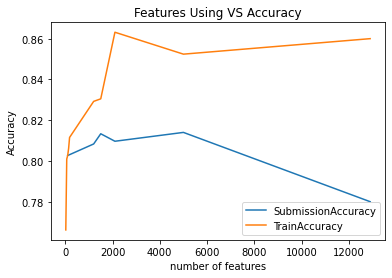 Features Using VS Accuracy
Accuracy
0.86
0.84
0.82
0.80
0.78
0
2000
4000
6000
8000
10000
12000
number of features
SubmissionAccuracy
TrainAccuracy